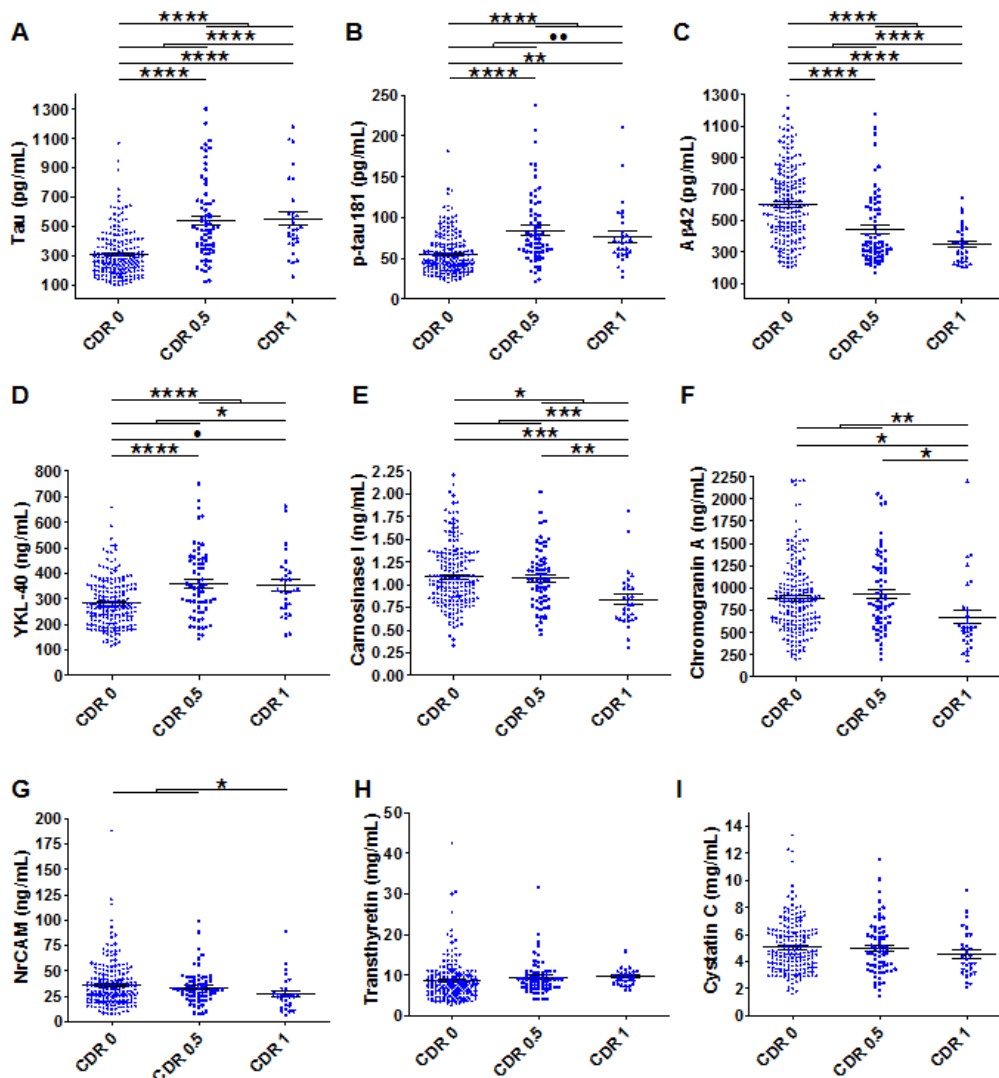 A
****
****
****
****
Tau (pg/mL)
1300
1100
900
700
500
300
100
CDR 0
CDR 0.5
CDR 1
B
****
••
**
****
p-tau 181 (pg/mL)
250
200
150
100
50
0
CDR 0
CDR 0.5
CDR 1
C
****
****
****
****
Aβ42 (pg/mL)
1300
1100
900
700
500
300
100
CDR 0
CDR 0.5
CDR 1
D
****
*
•
****
YKL-40 (ng/mL)
800
700
600
500
400
300
200
100
0
CDR 0
CDR 0.5
CDR 1
E
*
***
***
**
Carnosinase I (ng/mL)
2.25
2.00
1.75
1.50
1.25
1.00
0.75
0.50
0.25
0.00
CDR 0
CDR 0.5
CDR 1
F
**
*
*
Chromogranin A (ng/mL)
2250
2000
1750
1500
1250
1000
750
500
250
0
CDR 0
CDR 0.5
CDR 1
G
*
NrCAM (ng/mL)
200
175
150
125
100
75
50
25
0
CDR 0
CDR 0.5
CDR 1
H
Transthyretin (mg/mL)
50
40
30
20
10
0
CDR 0
CDR 0.5
CDR 1
I
Cystatin C (mg/mL)
14
12
10
8
6
4
2
0
CDR 0
CDR 0.5
CDR 1